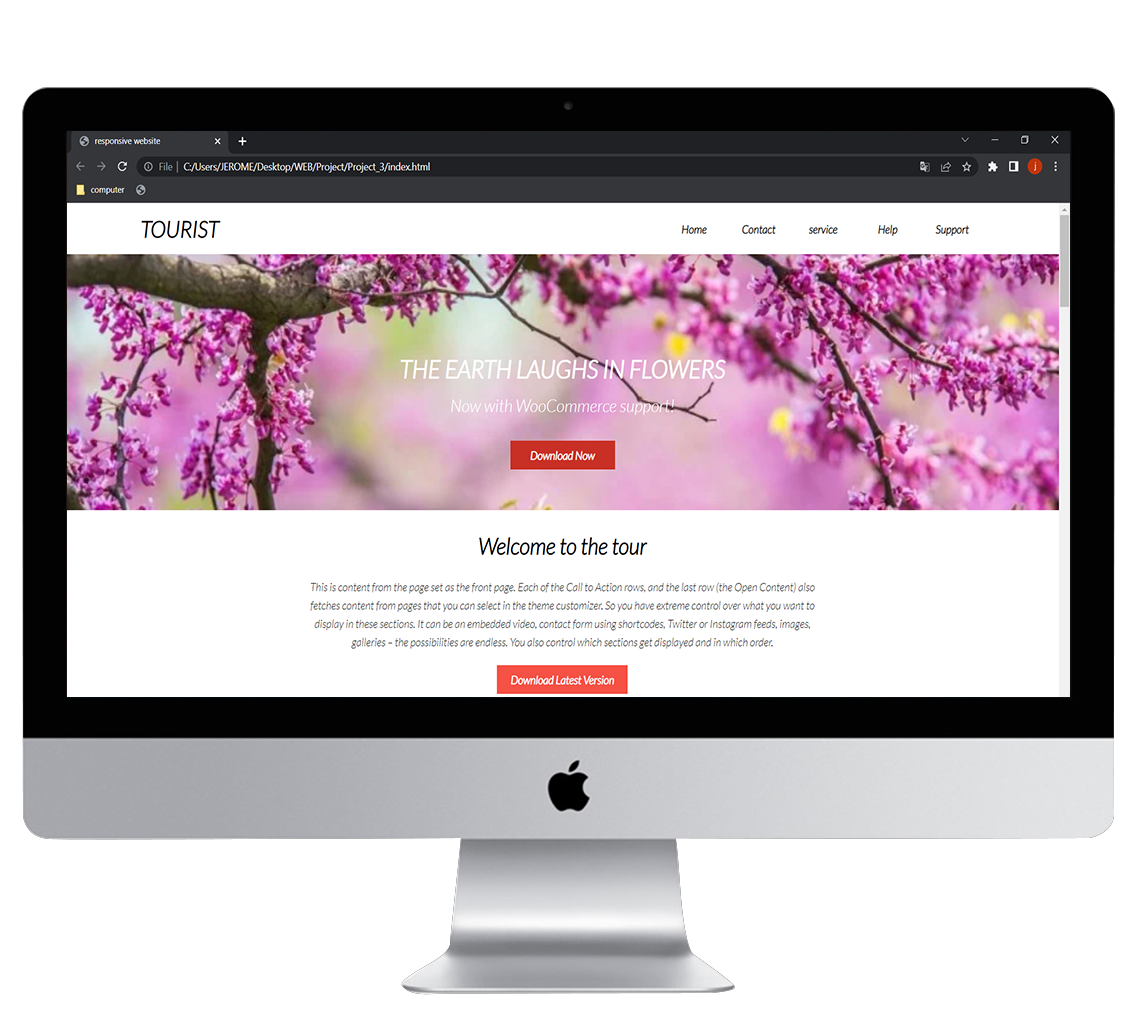 responsive website
File | C:/Users/JEROME/Desktop/WEB/Project/Project_3/index.html
j
computer
TOURIST
Home Contact service Help Support
THE EARTH LAUGHS IN FLOWERS
Now with WooCommerce support!
Download Now
Welcome to the tour
This is content from the page set as the front page. Each of the Call to Action rows, and the last row (the Open Content) also
fetches content from pages that you can select in the theme customizer. So you have extreme control over what you want to
display in these sections. It can be an embedded video, contact form using shortcodes, Twitter or Instagram feeds, images,
galleries – the possibilities are endless. You also control which sections get displayed and in which order.
Download Latest Version